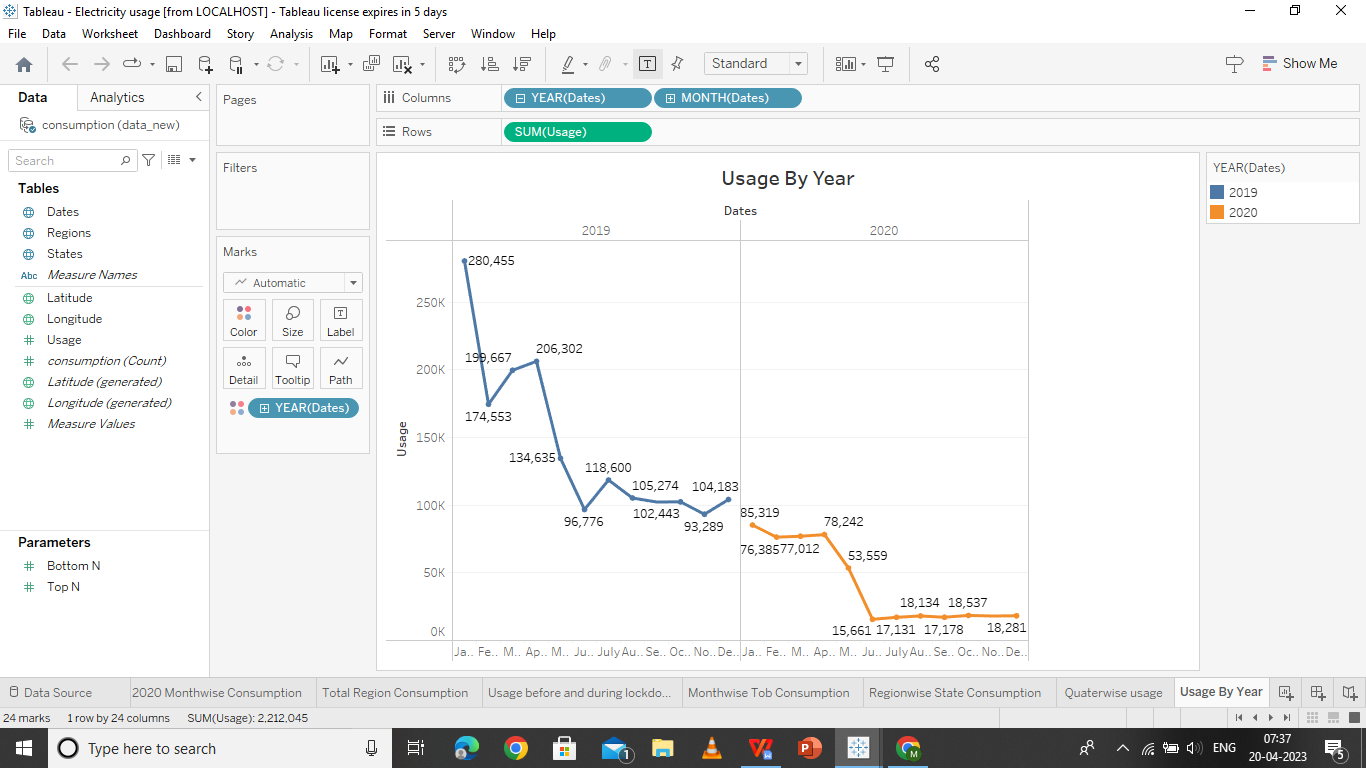 Tableau - Electricity usage [from LOCALHOST] - Tableau license expires in 5 days
File Data Worksheet Dashboard Story Analysis Map Format Server Window Help
Standard
Show Me
Data Analytics
consumption (data_new)
Search
Tables
Dates
Regions
States
Abc Measure Names
Latitude
Longitude
Usage
consumption (Count)
Latitude (generated)
Longitude (generated)
Measure Values
Parameters
Bottom N
Top N
Pages
Filters
Marks
Automatic
Color Size Label
Detail Tooltip Path
YEAR(Dates)
Columns YEAR(Dates) MONTH(Dates)
Rows SUM(Usage)
Usage By Year
Dates
2019 2020
Usage
250K
200K
150K
100K
50K
0K
280,455
174,553
199,667
206,302
134,635
96,776
118,600
105,274
102,443
93,289
104,183
85,319
76,385
77,012
78,242
53,559
15,661
17,131
18,134
17,178
18,537
18,281
Ja.. Fe.. M.. Ap.. M.. Ju.. July Au.. Se.. Oc.. No.. De.. Ja.. Fe.. M.. Ap.. M.. Ju.. July Au.. Se.. Oc.. No.. De..
YEAR(Dates)
2019
2020
Data Source 2020 Monthwise Consumption Total Region Consumption Usage before and during lockdo... Monthwise Tob Consumption Regionwise State Consumption Quaterwise usage Usage By Year
24 marks 1 row by 24 columns SUM(Usage): 2,212,045
Type here to search
1
ENG
07:37
20-04-2023
5